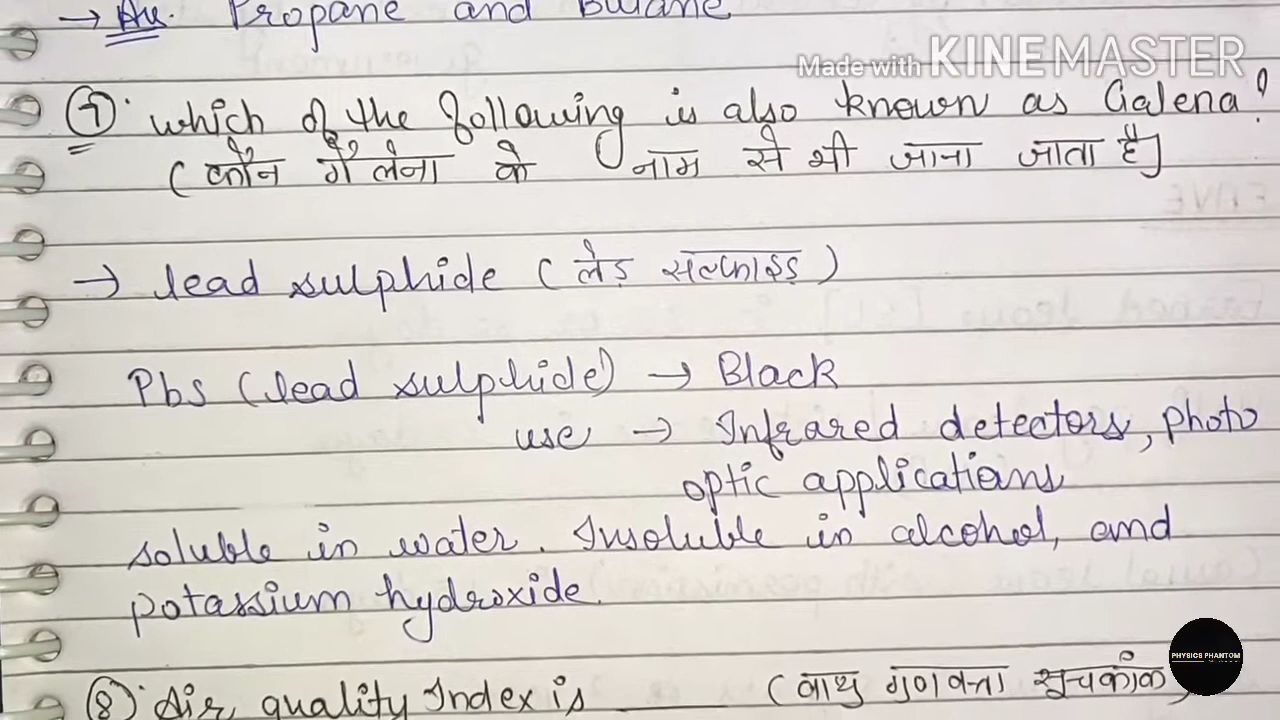 → Au. Propane and Butane
Made with KINEMASTER
⑦ which of the following is also known as Galena?
(कौन गैलेना के नाम से भी जाना जाता है)
→ lead sulphide (लेड सल्फाइड)
Pbs (lead sulphide) → Black
use → Infrared detectors, photo
optic applications
soluble in water. Insoluble in alcohol, and
potassium hydroxide.
PHYSICS PHANTOM
⑧ Air quality Index is ____ (वायु गुणवत्ता सूचकांक)